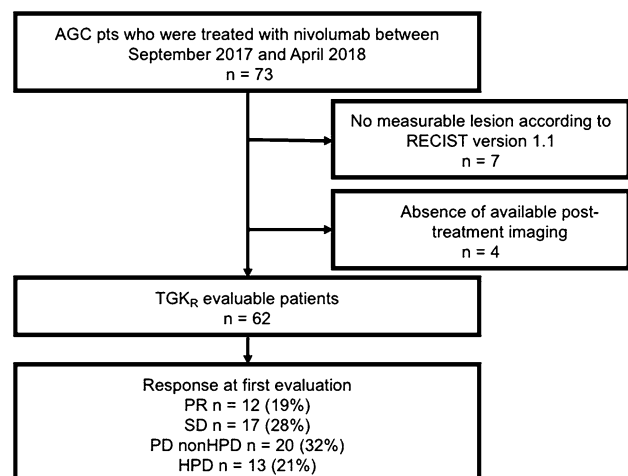 AGC pts who were treated with nivolumab between
September 2017 and April 2018
n = 73
No measurable lesion according to
RECIST version 1.1
n = 7
Absence of available post-
treatment imaging
n = 4
TGKR evaluable patients
n = 62
Response at first evaluation
PR n = 12 (19%)
SD n = 17 (28%)
PD nonHPD n = 20 (32%)
HPD n = 13 (21%)